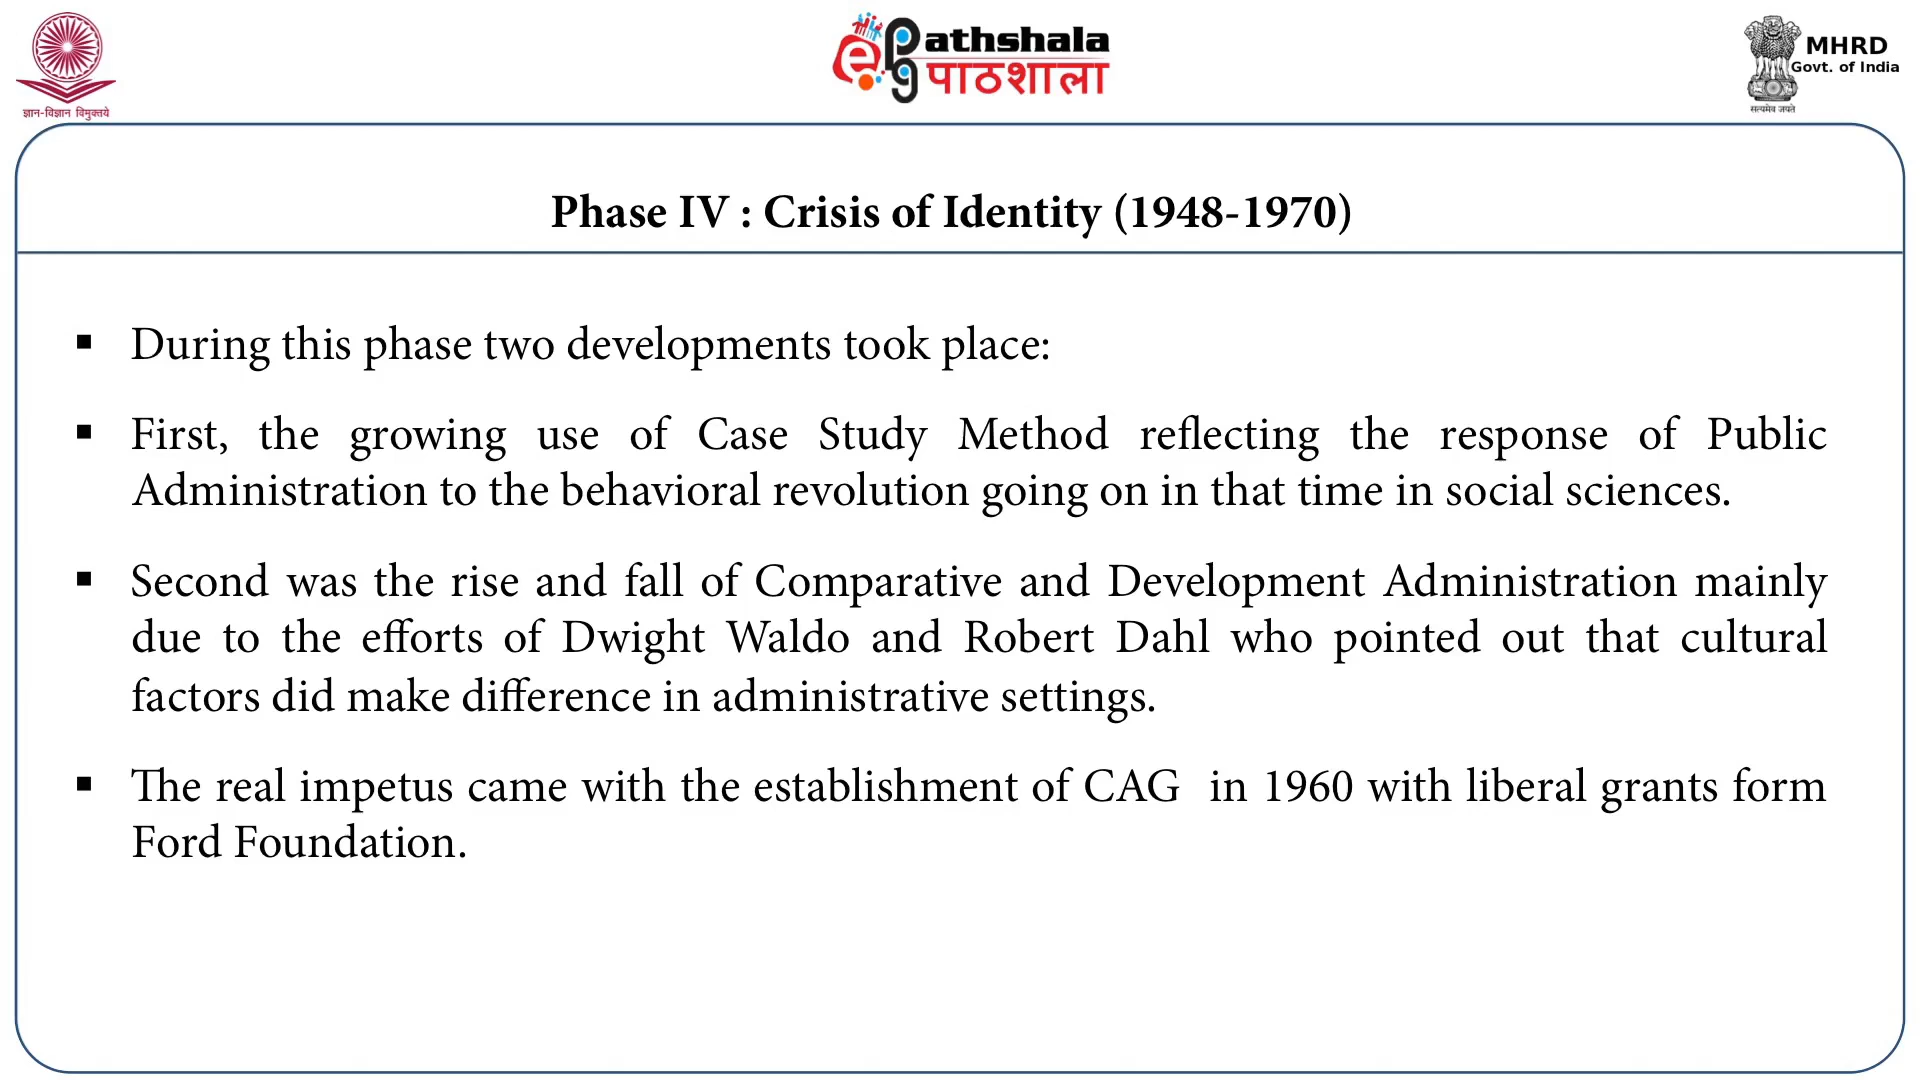 ज्ञान-विज्ञान विमुक्तये
e Pg Pathshala
पाठशाला
MHRD
Govt. of India
सत्यमेव जयते
Phase IV : Crisis of Identity (1948-1970)
▪ During this phase two developments took place:
▪ First, the growing use of Case Study Method reflecting the response of Public
Administration to the behavioral revolution going on in that time in social sciences.
▪ Second was the rise and fall of Comparative and Development Administration mainly
due to the efforts of Dwight Waldo and Robert Dahl who pointed out that cultural
factors did make difference in administrative settings.
▪ The real impetus came with the establishment of CAG in 1960 with liberal grants form
Ford Foundation.